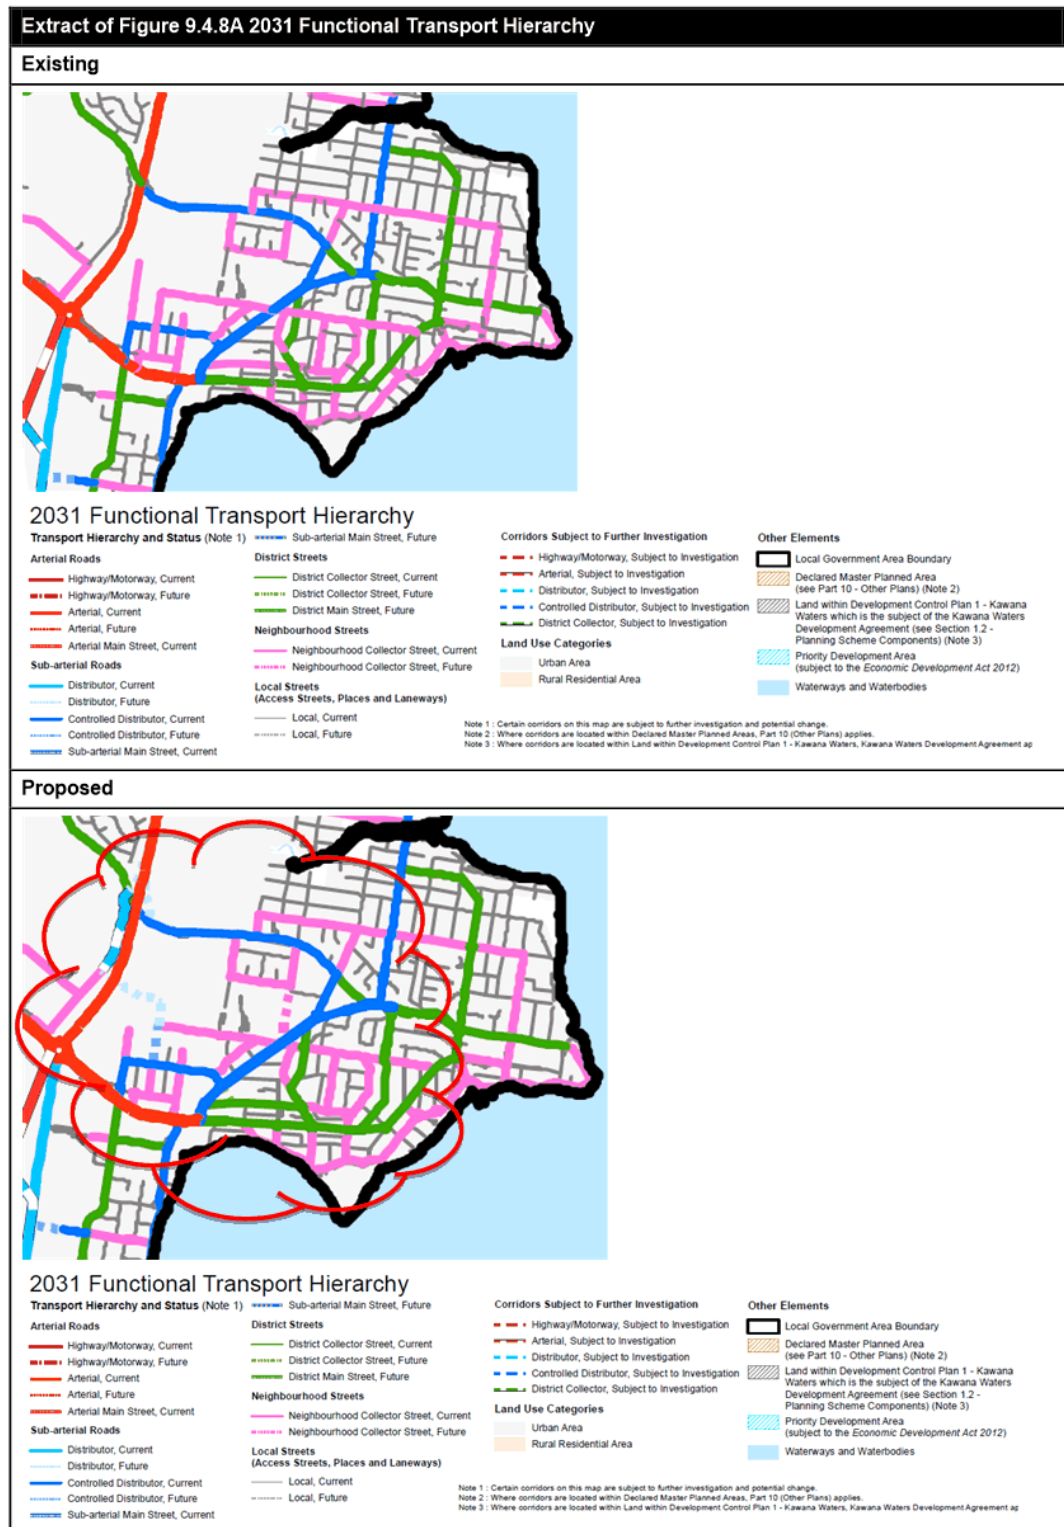 Extract of Figure 9.4.8A 2031 Functional Transport Hierarchy
Existing
2031 Functional Transport Hierarchy
Transport Hierarchy and Status (Note 1)
Arterial Roads
Highway/Motorway, Current
Highway/Motorway, Future
Arterial, Current
Arterial, Future
Arterial Main Street, Current
Sub-arterial Roads
Distributor, Current
Distributor, Future
Controlled Distributor, Current
Controlled Distributor, Future
Sub-arterial Main Street, Current
Sub-arterial Main Street, Future
District Streets
District Collector Street, Current
District Collector Street, Future
District Main Street, Future
Neighbourhood Streets
Neighbourhood Collector Street, Current
Neighbourhood Collector Street, Future
Local Streets
(Access Streets, Places and Laneways)
Local, Current
Local, Future
Corridors Subject to Further Investigation
Highway/Motorway, Subject to Investigation
Arterial, Subject to Investigation
Distributor, Subject to Investigation
Controlled Distributor, Subject to Investigation
District Collector, Subject to Investigation
Land Use Categories
Urban Area
Rural Residential Area
Other Elements
Local Government Area Boundary
Declared Master Planned Area
(see Part 10 - Other Plans) (Note 2)
Land within Development Control Plan 1 - Kawana
Waters which is the subject of the Kawana Waters
Development Agreement (see Section 1.2 -
Planning Scheme Components) (Note 3)
Priority Development Area
(subject to the Economic Development Act 2012)
Waterways and Waterbodies
Note 1 : Certain corridors on this map are subject to further investigation and potential change.
Note 2 : Where corridors are located within Declared Master Planned Areas, Part 10 (Other Plans) applies.
Note 3 : Where corridors are located within Land within Development Control Plan 1 - Kawana Waters, Kawana Waters Development Agreement ap
Proposed
2031 Functional Transport Hierarchy
Transport Hierarchy and Status (Note 1)
Arterial Roads
Highway/Motorway, Current
Highway/Motorway, Future
Arterial, Current
Arterial, Future
Arterial Main Street, Current
Sub-arterial Roads
Distributor, Current
Distributor, Future
Controlled Distributor, Current
Controlled Distributor, Future
Sub-arterial Main Street, Current
Sub-arterial Main Street, Future
District Streets
District Collector Street, Current
District Collector Street, Future
District Main Street, Future
Neighbourhood Streets
Neighbourhood Collector Street, Current
Neighbourhood Collector Street, Future
Local Streets
(Access Streets, Places and Laneways)
Local, Current
Local, Future
Corridors Subject to Further Investigation
Highway/Motorway, Subject to Investigation
Arterial, Subject to Investigation
Distributor, Subject to Investigation
Controlled Distributor, Subject to Investigation
District Collector, Subject to Investigation
Land Use Categories
Urban Area
Rural Residential Area
Other Elements
Local Government Area Boundary
Declared Master Planned Area
(see Part 10 - Other Plans) (Note 2)
Land within Development Control Plan 1 - Kawana
Waters which is the subject of the Kawana Waters
Development Agreement (see Section 1.2 -
Planning Scheme Components) (Note 3)
Priority Development Area
(subject to the Economic Development Act 2012)
Waterways and Waterbodies
Note 1 : Certain corridors on this map are subject to further investigation and potential change.
Note 2 : Where corridors are located within Declared Master Planned Areas, Part 10 (Other Plans) applies.
Note 3 : Where corridors are located within Land within Development Control Plan 1 - Kawana Waters, Kawana Waters Development Agreement ap